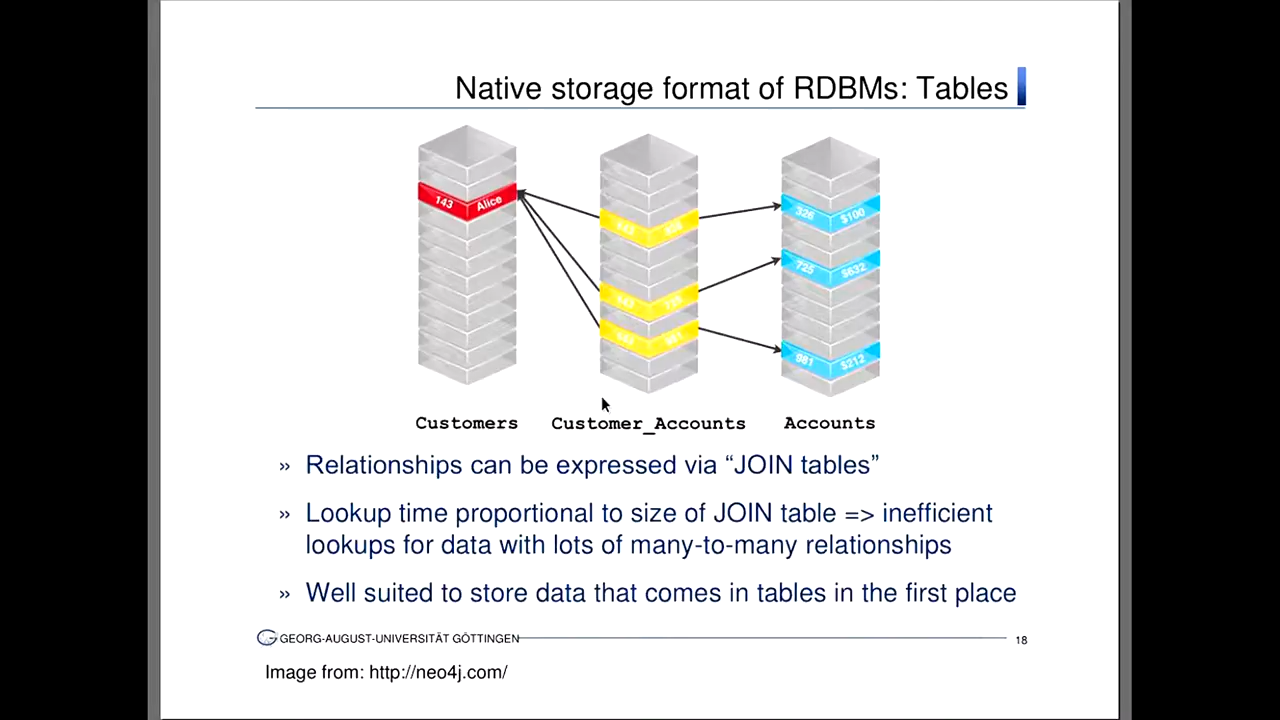 Native storage format of RDBMs: Tables
143 Alice
326 $100
725 $632
981 $212
Customers Customer_Accounts Accounts
» Relationships can be expressed via “JOIN tables”
» Lookup time proportional to size of JOIN table => inefficient
lookups for data with lots of many-to-many relationships
» Well suited to store data that comes in tables in the first place
GEORG-AUGUST-UNIVERSITÄT GÖTTINGEN 18
Image from: http://neo4j.com/